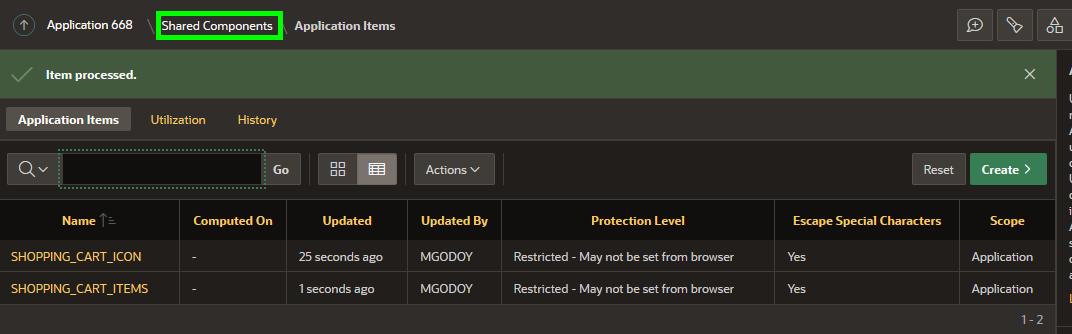 Application 668 \ Shared Components \ Application Items
Item processed.
Application Items Utilization History
Go Actions Reset Create >
Name Computed On Updated Updated By Protection Level Escape Special Characters Scope
SHOPPING_CART_ICON - 25 seconds ago MGODOY Restricted - May not be set from browser Yes Application
SHOPPING_CART_ITEMS - 1 seconds ago MGODOY Restricted - May not be set from browser Yes Application
1 - 2